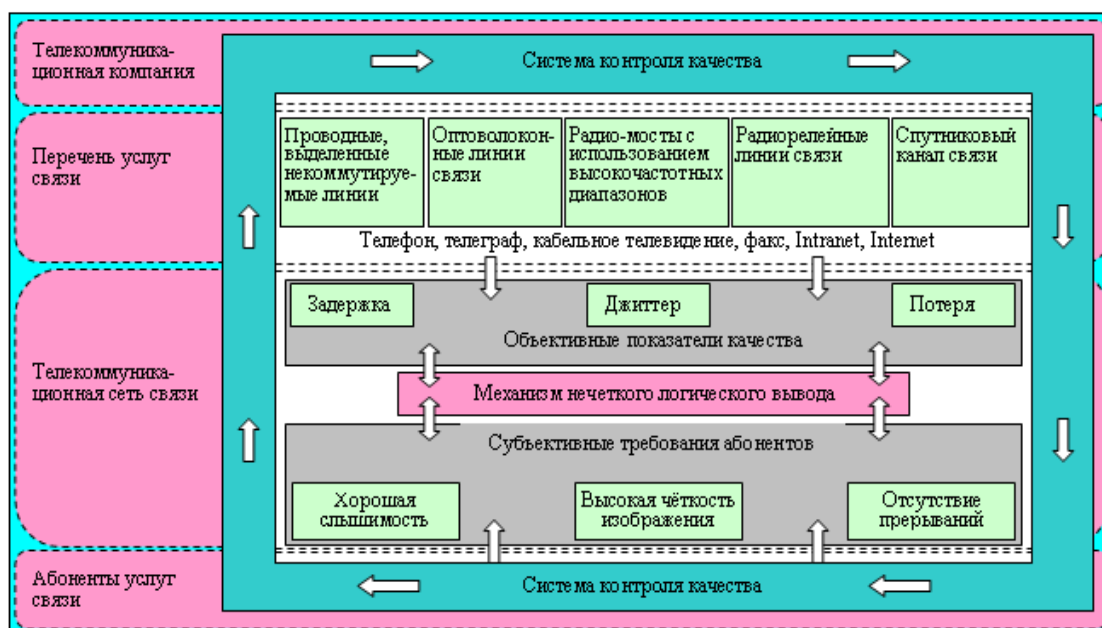 Телекоммуника-
ционная компания
Система контроля качества
Перечень услуг
связи
Проводные,
выделенные
некоммутируе-
мые линии
Оптоволокон-
ные линии
связи
Радио-мосты с
использованием
высокочастотных
диапазонов
Радиорелейные
линии связи
Спутниковый
канал связи
Телефон, телеграф, кабельное телевидение, факс, Intranet, Internet
Телекоммуника-
ционная сеть связи
Задержка
Джиттер
Потеря
Объективные показатели качества
Механизм нечеткого логического вывода
Субъективные требования абонентов
Хорошая
слышимость
Высокая чёткость
изображения
Отсутствие
прерываний
Абоненты услуг
связи
Система контроля качества